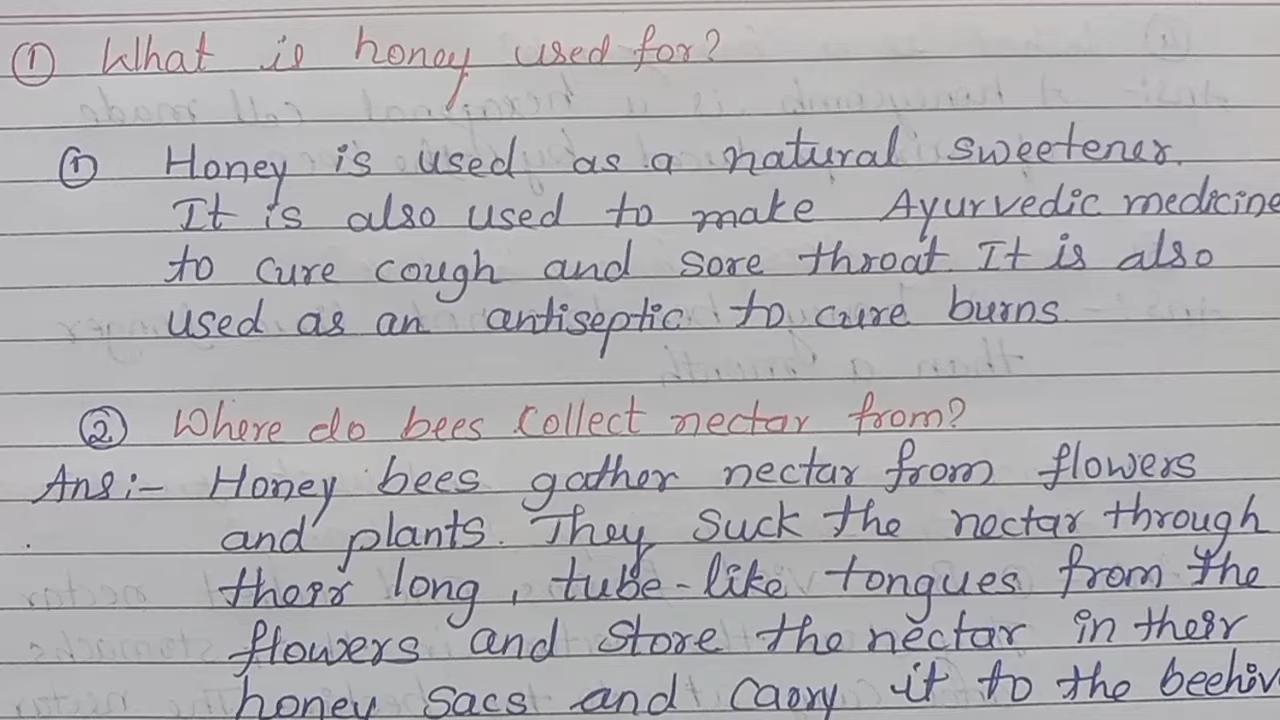 ① What is honey used for?
① Honey is used as a natural sweetener.
It is also used to make Ayurvedic medicine
to cure cough and sore throat. It is also
used as an antiseptic to cure burns
② Where do bees collect nectar from?
Ans:- Honey bees gather nectar from flowers
and plants. They suck the nectar through
their long, tube-like tongues from the
flowers and store the nectar in their
honey sacs and carry it to the beehiv